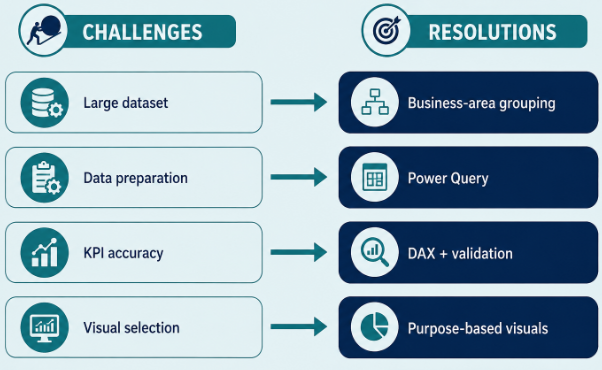 CHALLENGES
RESOLUTIONS
Large dataset
Business-area grouping
Data preparation
Power Query
KPI accuracy
DAX + validation
Visual selection
Purpose-based visuals